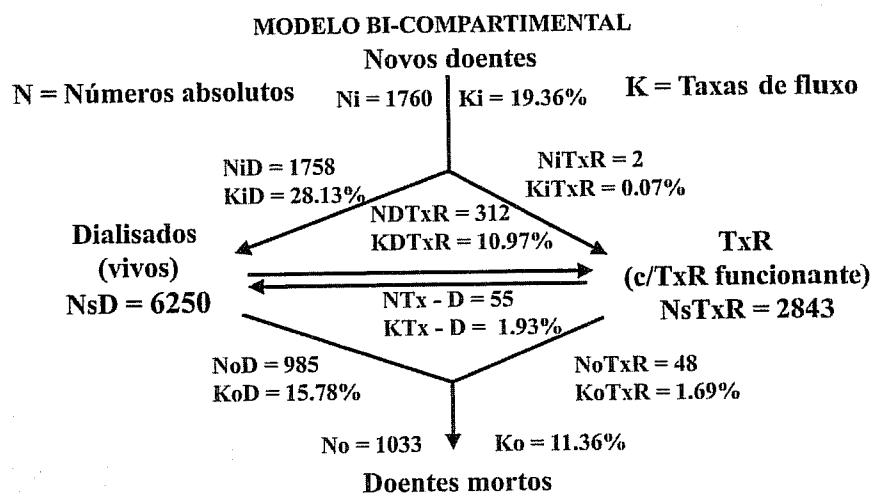 MODELO BI-COMPARTIMENTAL
Novos doentes
N = Números absolutos
Ni = 1760
Ki = 19.36%
K = Taxas de fluxo
NiD = 1758
KiD = 28.13%
NiTxR = 2
KiTxR = 0.07%
NDTxR = 312
KDTxR = 10.97%
Dialisados
(vivos)
NsD = 6250
TxR
(c/TxR funcionante)
NsTxR = 2843
NTx - D = 55
KTx - D = 1.93%
NoD = 985
KoD = 15.78%
NoTxR = 48
KoTxR = 1.69%
No = 1033
Ko = 11.36%
Doentes mortos